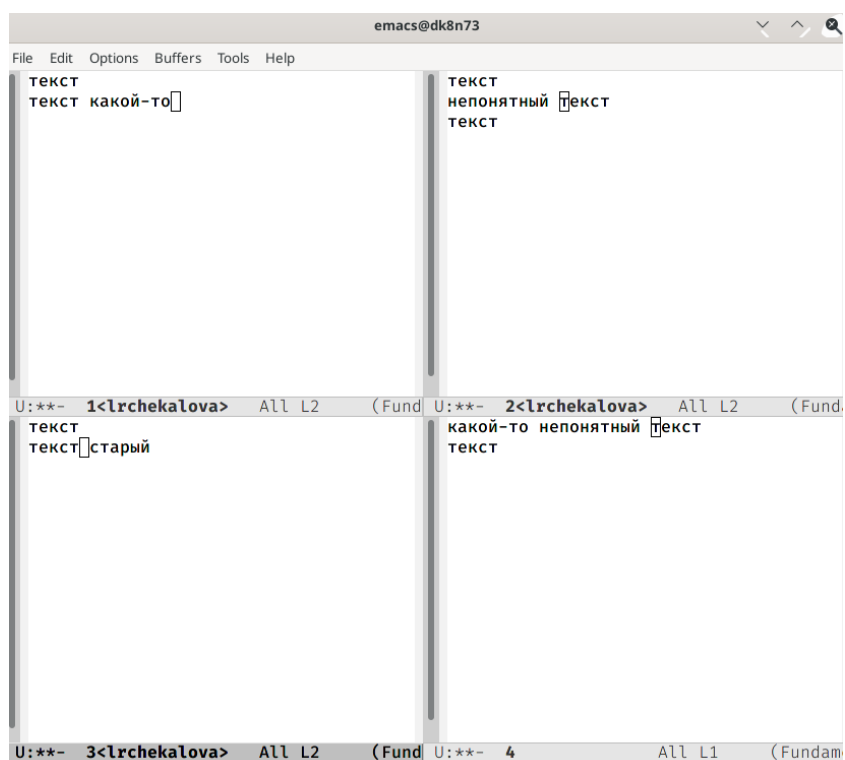 emacs@dk8n73
File Edit Options Buffers Tools Help
текст
текст какой-то
U:**- 1<lrchekalova> All L2 (Fund
текст
непонятный текст
текст
U:**- 2<lrchekalova> All L2 (Funda
текст
текст старый
U:**- 3<lrchekalova> All L2 (Fund
какой-то непонятный текст
текст
U:**- 4 All L1 (Fundam